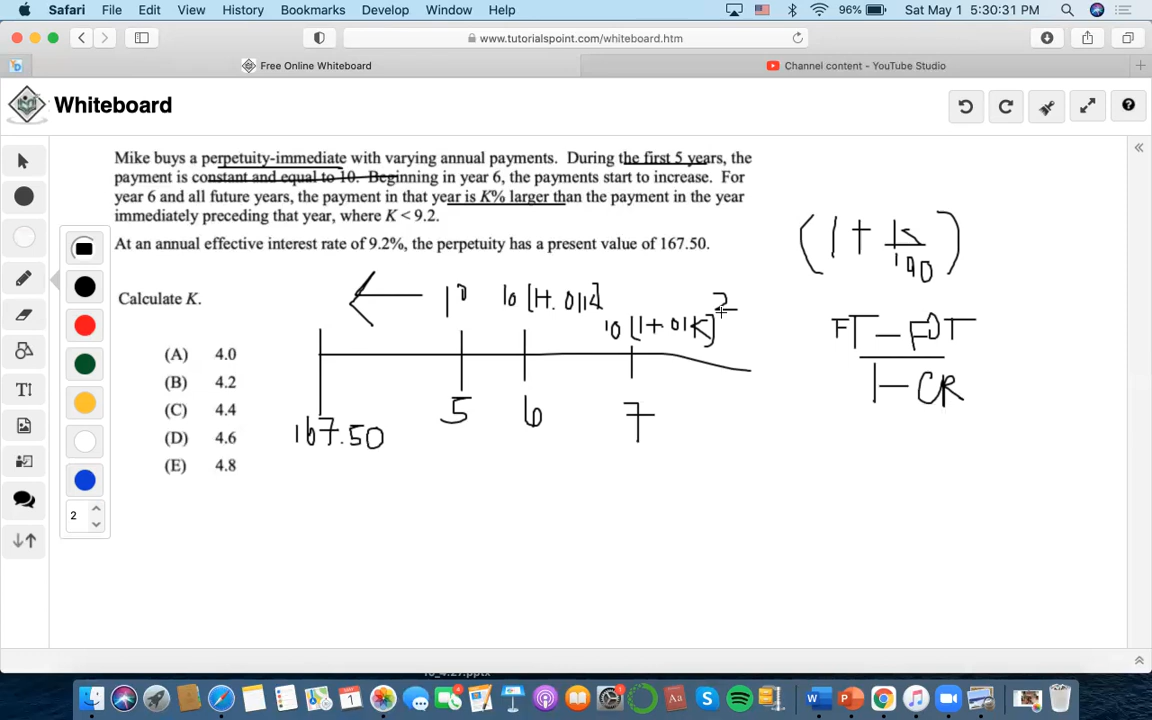 Safari File Edit View History Bookmarks Develop Window Help 96% Sat May 1 5:30:31 PM
www.tutorialspoint.com/whiteboard.htm
Free Online Whiteboard Channel content - YouTube Studio
Whiteboard
Mike buys a perpetuity-immediate with varying annual payments. During the first 5 years, the
payment is constant and equal to 10. Beginning in year 6, the payments start to increase. For
year 6 and all future years, the payment in that year is K% larger than the payment in the year
immediately preceding that year, where K < 9.2.
At an annual effective interest rate of 9.2%, the perpetuity has a present value of 167.50.
Calculate K.
(A) 4.0
(B) 4.2
(C) 4.4
(D) 4.6
(E) 4.8
10 10[1+.01K]
10[1+.01K]²
5 6 7
167.50
(1+K/100)
FT-FOT
1-CR
T
2
W P